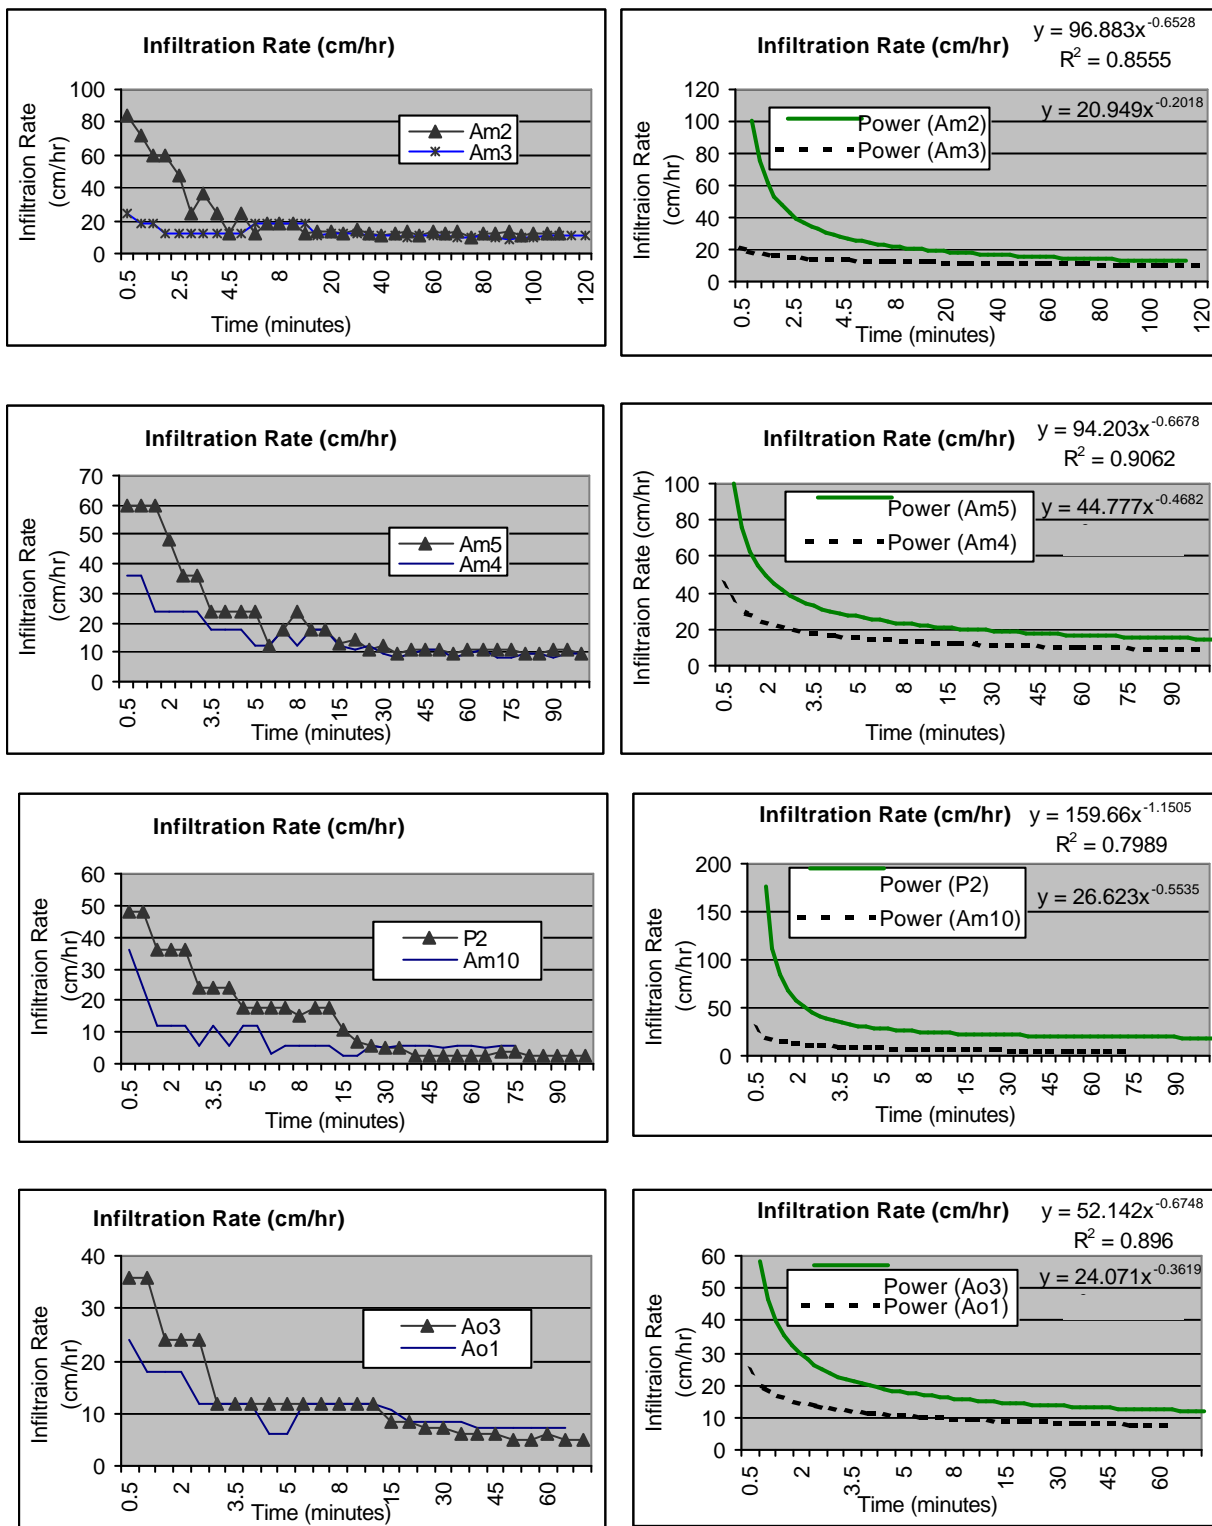 Infiltration Rate (cm/hr)
100
80
60
40
20
0
Infiltraion Rate
(cm/hr)
Am2
Am3
0.5
2.5
4.5
8
20
40
60
80
100
120
Time (minutes)
Infiltration Rate (cm/hr)
y = 96.883x^-0.6528
R² = 0.8555
y = 20.949x^-0.2018
120
100
80
60
40
20
0
Infiltraion Rate
(cm/hr)
Power (Am2)
Power (Am3)
0.5
2.5
4.5
8
20
40
60
80
100
120
Time (minutes)
Infiltration Rate (cm/hr)
70
60
50
40
30
20
10
0
Infiltraion Rate
(cm/hr)
Am5
Am4
0.5
2
3.5
5
8
15
30
45
60
75
90
Time (minutes)
Infiltration Rate (cm/hr)
y = 94.203x^-0.6678
R² = 0.9062
y = 44.777x^-0.4682
100
80
60
40
20
0
Infiltraion Rate (cm/hr)
Power (Am5)
Power (Am4)
0.5
2
3.5
5
8
15
30
45
60
75
90
Time (minutes)
Infiltration Rate (cm/hr)
60
50
40
30
20
10
0
Infiltraion Rate
(cm/hr)
P2
Am10
0.5
2
3.5
5
8
15
30
45
60
75
90
Time (minutes)
Infiltration Rate (cm/hr)
y = 159.66x^-1.1505
R² = 0.7989
y = 26.623x^-0.5535
200
150
100
50
0
Infiltraion Rate
(cm/hr)
Power (P2)
Power (Am10)
0.5
2
3.5
5
8
15
30
45
60
75
90
Time (minutes)
Infiltration Rate (cm/hr)
40
30
20
10
0
Infiltraion Rate
(cm/hr)
Ao3
Ao1
0.5
2
3.5
5
8
15
30
45
60
Time (minutes)
Infiltration Rate (cm/hr)
y = 52.142x^-0.6748
R² = 0.896
y = 24.071x^-0.3619
60
50
40
30
20
10
0
Infiltraion Rate
(cm/hr)
Power (Ao3)
Power (Ao1)
0.5
2
3.5
5
8
15
30
45
60
Time (minutes)